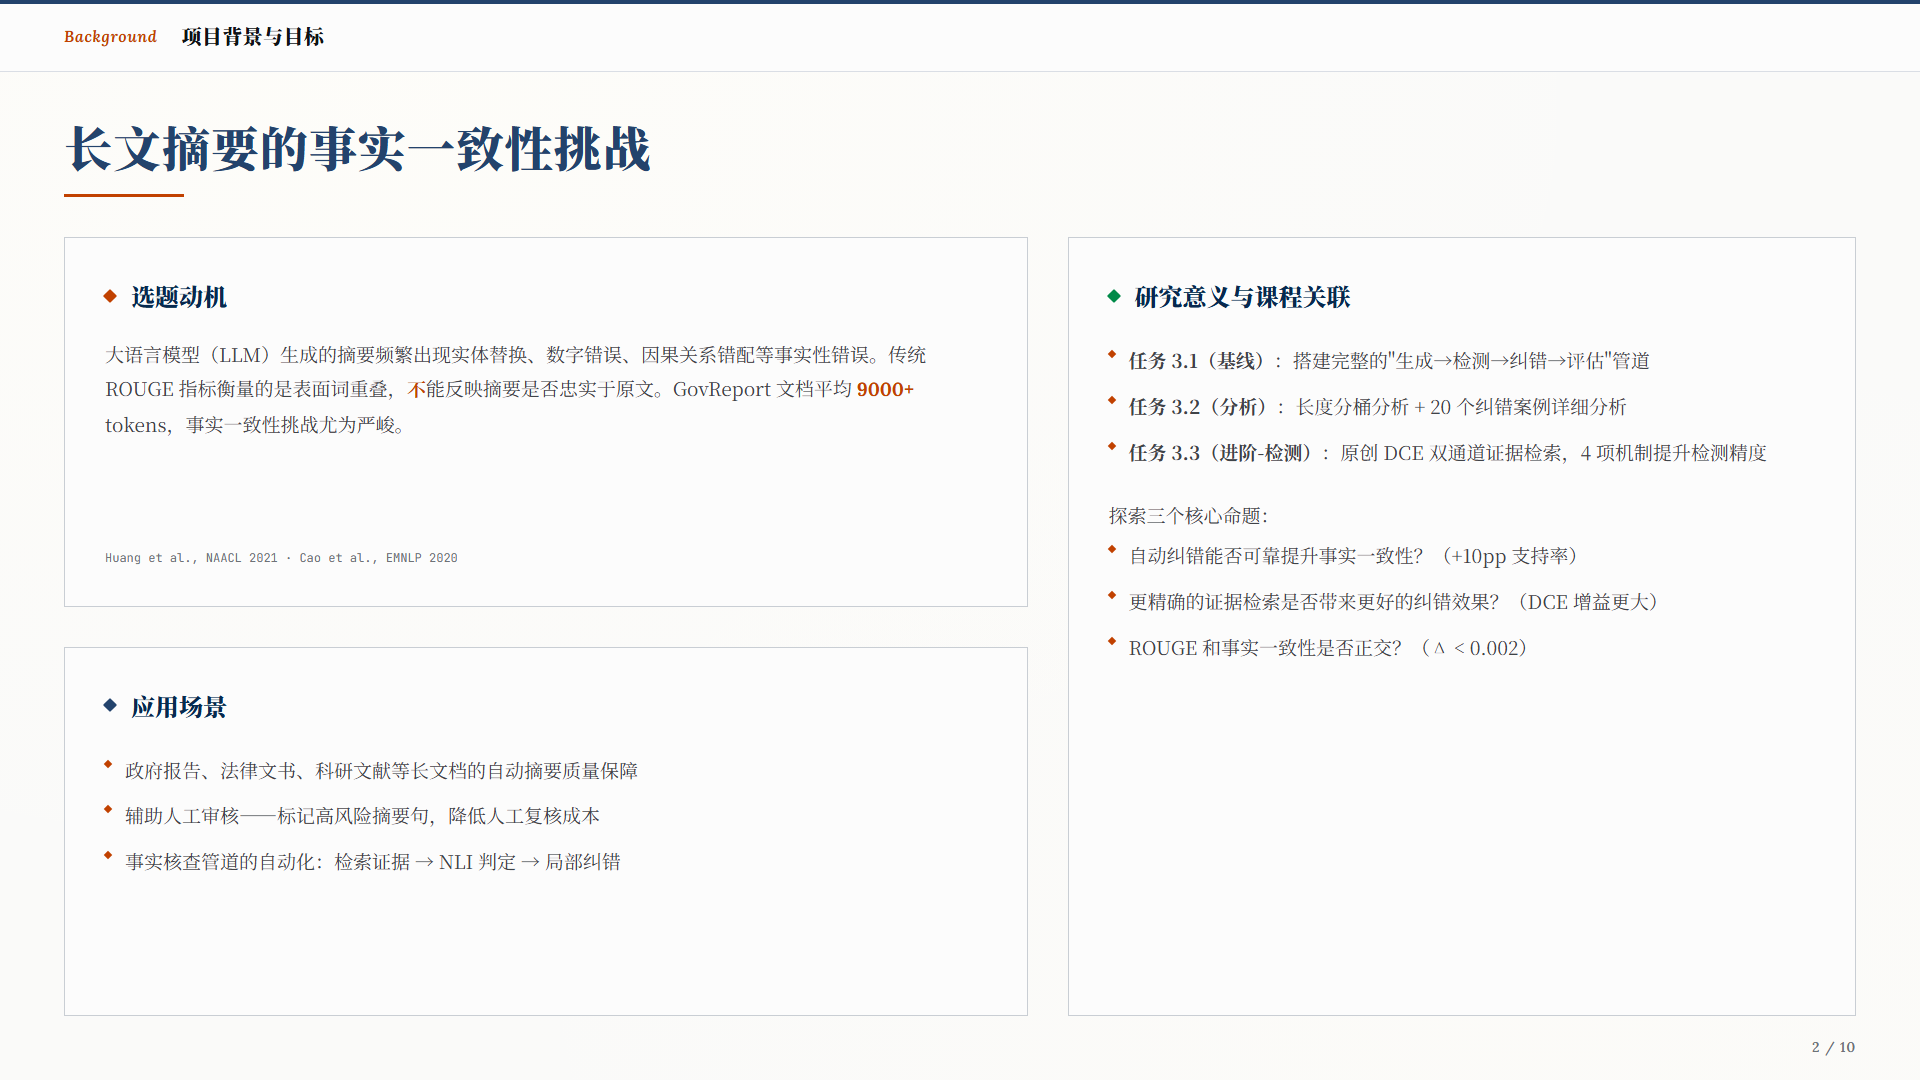 Background 项目背景与目标
长文摘要的事实一致性挑战
选题动机
大语言模型（LLM）生成的摘要频繁出现实体替换、数字错误、因果关系错配等事实性错误。传统
ROUGE 指标衡量的是表面词重叠，不能反映摘要是否忠实于原文。GovReport 文档平均 9000+
tokens，事实一致性挑战尤为严峻。
Huang et al., NAACL 2021 · Cao et al., EMNLP 2020
应用场景
政府报告、法律文书、科研文献等长文档的自动摘要质量保障
辅助人工审核——标记高风险摘要句，降低人工复核成本
事实核查管道的自动化：检索证据 → NLI 判定 → 局部纠错
研究意义与课程关联
任务 3.1（基线）：搭建完整的"生成→检测→纠错→评估"管道
任务 3.2（分析）：长度分桶分析 + 20 个纠错案例详细分析
任务 3.3（进阶-检测）：原创 DCE 双通道证据检索，4 项机制提升检测精度
探索三个核心命题：
自动纠错能否可靠提升事实一致性？（+10pp 支持率）
更精确的证据检索是否带来更好的纠错效果？（DCE 增益更大）
ROUGE 和事实一致性是否正交？（Δ < 0.002）
2 / 10